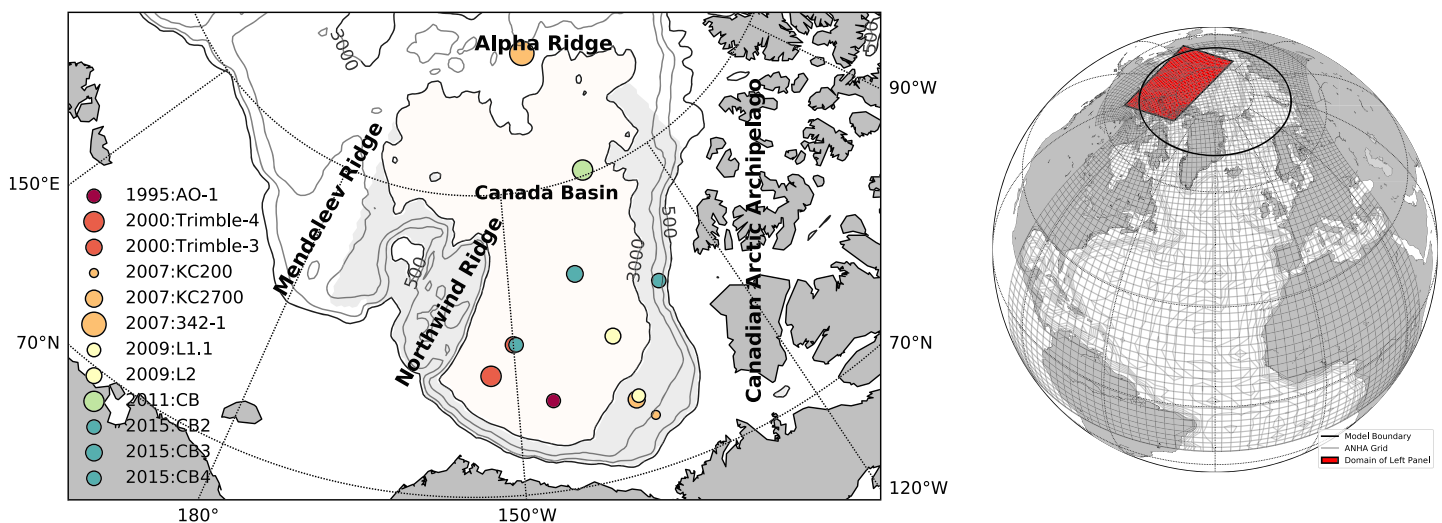 3000
Alpha Ridge
500
90°W
Canadian Arctic Archipelago
Mendeleev Ridge
150°E
Canada Basin
1995:AO-1
2000:Trimble-4
2000:Trimble-3
2007:KC200
2007:KC2700
2007:342-1
2009:L1.1
2009:L2
2011:CB
2015:CB2
2015:CB3
2015:CB4
500
3000
500
Northwind Ridge
70°N
70°N
120°W
180°
150°W
Model Boundary
ANHA Grid
Domain of Left Panel